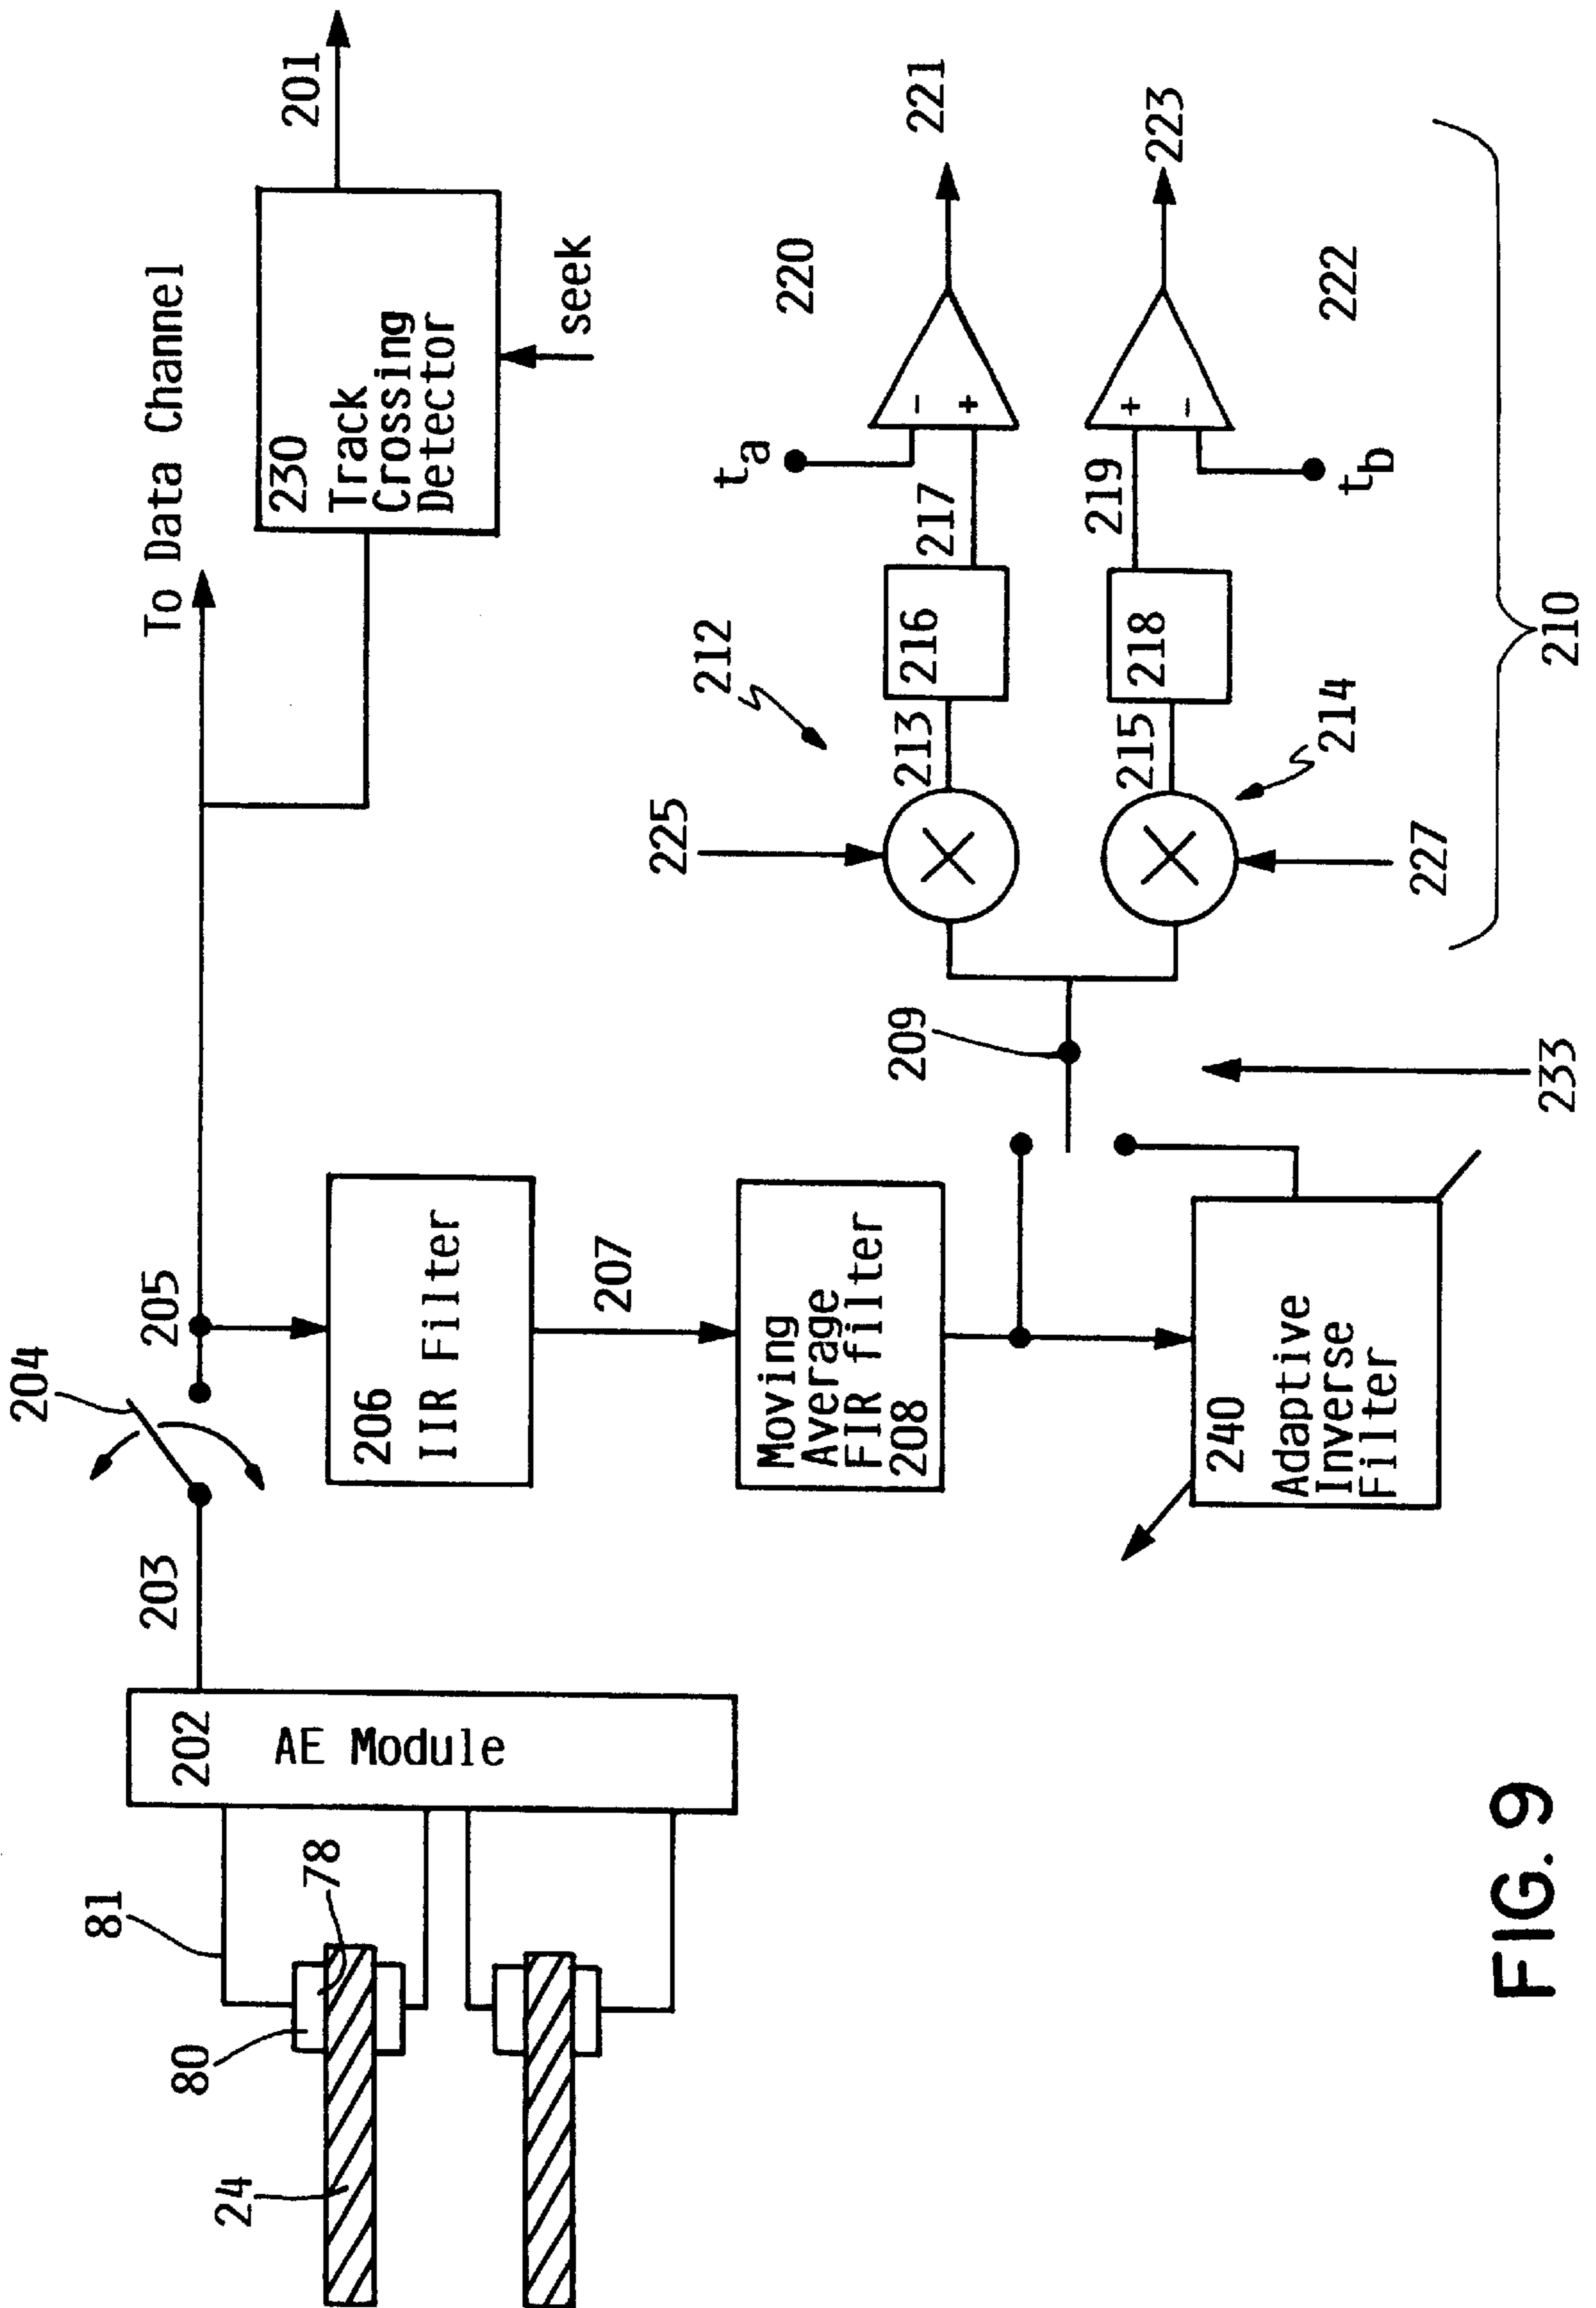 To Data Channel
201
230
Track
Crossing
Detector
seek
204
205
203
81
202
AE Module
80
78
24
206
IIR Filter
207
Moving
Average
FIR filter
208
240
Adaptive
Inverse
Filter
209
233
225
212
213
216
217
ta
-
+
220
221
227
214
215
218
219
tb
+
-
222
223
210
FIG. 9